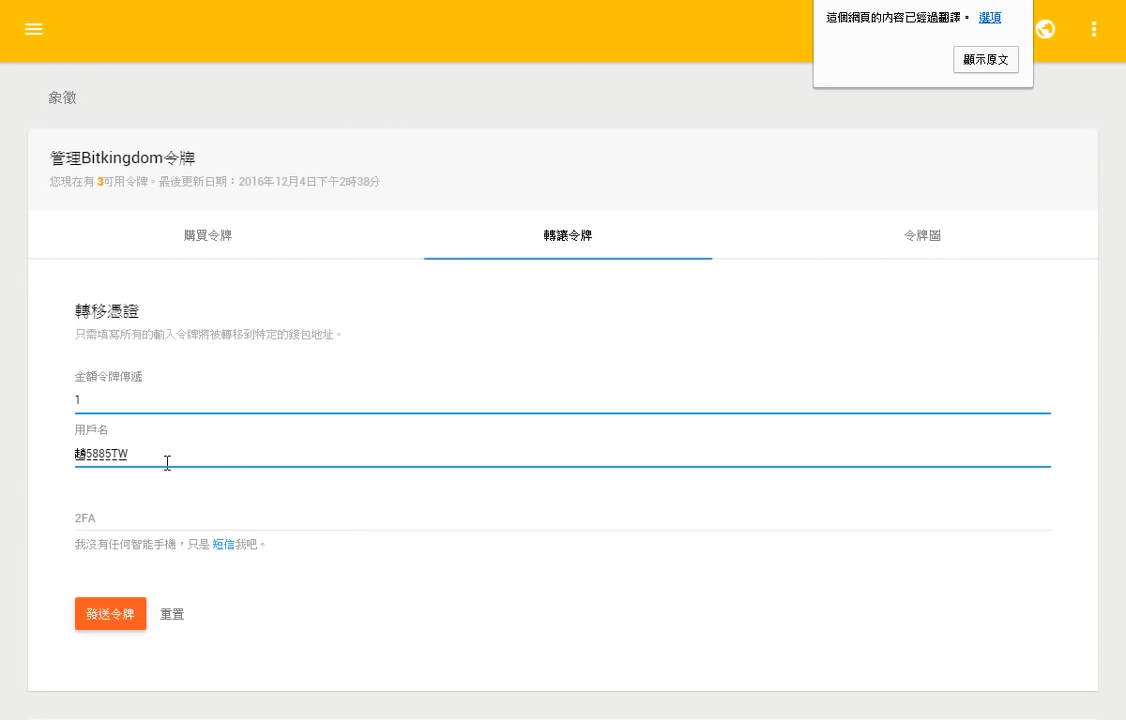 這個網頁的內容已經過翻譯。 選項
顯示原文
象徵
管理Bitkingdom令牌
您現在有 3可用令牌。最後更新日期：2016年12月4日下午2時38分
購買令牌
轉讓令牌
令牌圖
轉移憑證
只需填寫所有的輸入令牌將被轉移到特定的錢包地址。
金額令牌傳遞
1
用戶名
趙5885TW
2FA
我沒有任何智能手機，只是 短信我吧。
發送令牌
重置